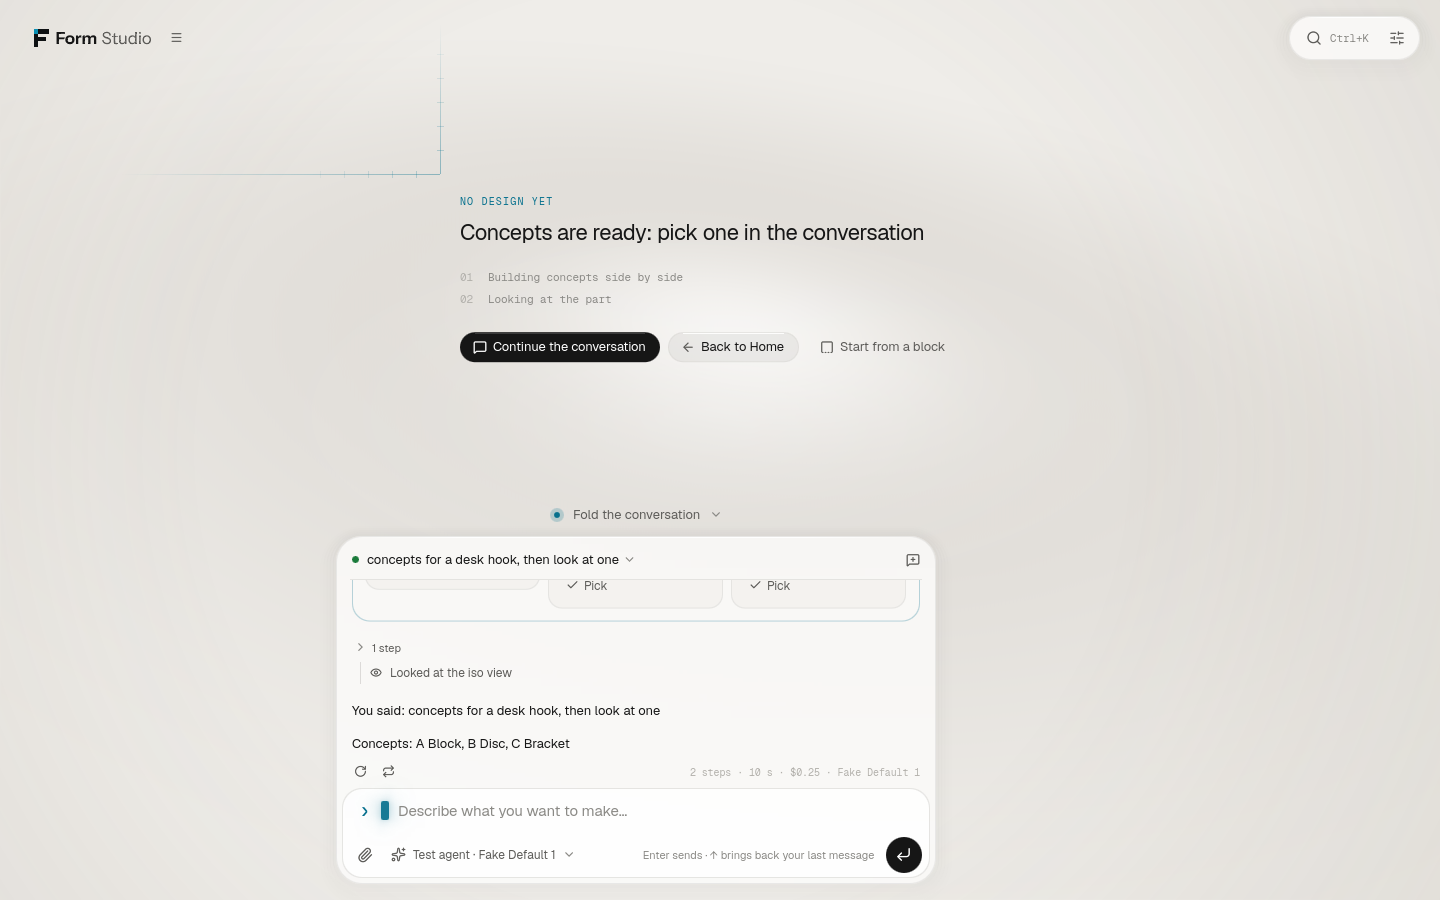 Form Studio
Ctrl+K
NO DESIGN YET
Concepts are ready: pick one in the conversation
01 Building concepts side by side
02 Looking at the part
Continue the conversation
Back to Home
Start from a block
Fold the conversation
concepts for a desk hook, then look at one
Pick
Pick
1 step
Looked at the iso view
You said: concepts for a desk hook, then look at one
Concepts: A Block, B Disc, C Bracket
2 steps · 10 s · $0.25 · Fake Default 1
Describe what you want to make...
Test agent · Fake Default 1
Enter sends · ↑ brings back your last message